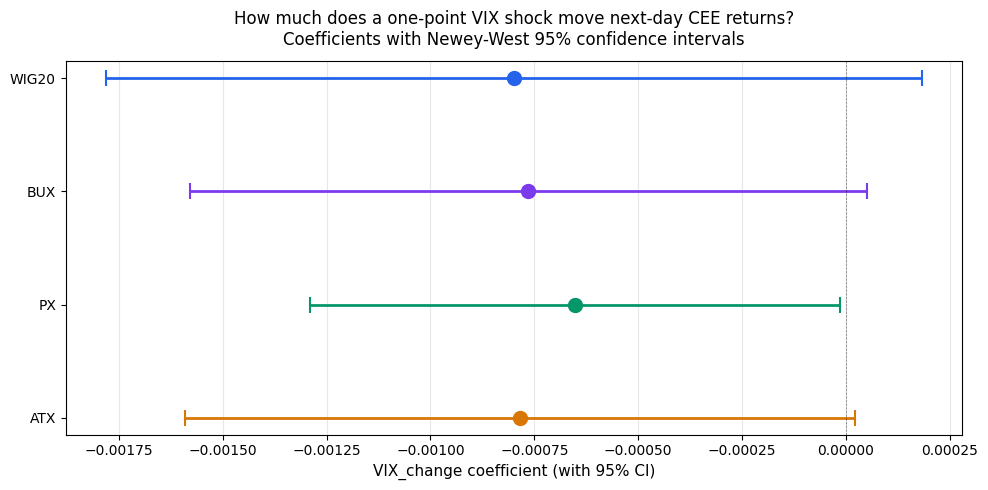 How much does a one-point VIX shock move next-day CEE returns?
Coefficients with Newey-West 95% confidence intervals
WIG20
BUX
PX
ATX
−0.00175 −0.00150 −0.00125 −0.00100 −0.00075 −0.00050 −0.00025 0.00000 0.00025
VIX_change coefficient (with 95% CI)